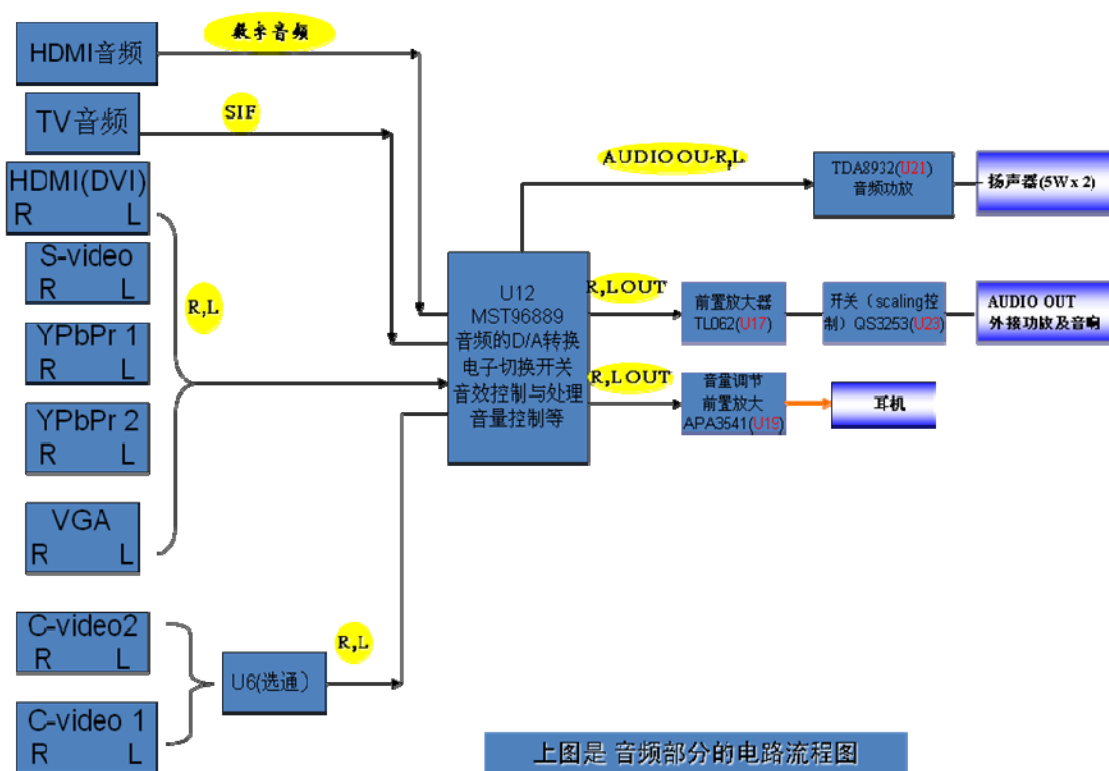 HDMI音频
数字音频
TV音频
SIF
HDMI(DVI)
R L
S-video
R L
YPbPr 1
R L
YPbPr 2
R L
VGA
R L
R,L
C-video2
R L
C-video 1
R L
U6(选通)
R,L
U12
MST96889
音频的D/A转换
电子切换开关
音效控制与处理
音量控制等
AUDIO OU-R,L
TDA8932(U21)
音频功放
扬声器(5W x 2)
R,L OUT
前置放大器
TL062(U17)
开关（scaling控
制）QS3253(U23)
AUDIO OUT
外接功放及音响
R,L OUT
音量调节
前置放大
APA3541(U19)
耳机
上图是 音频部分的电路流程图